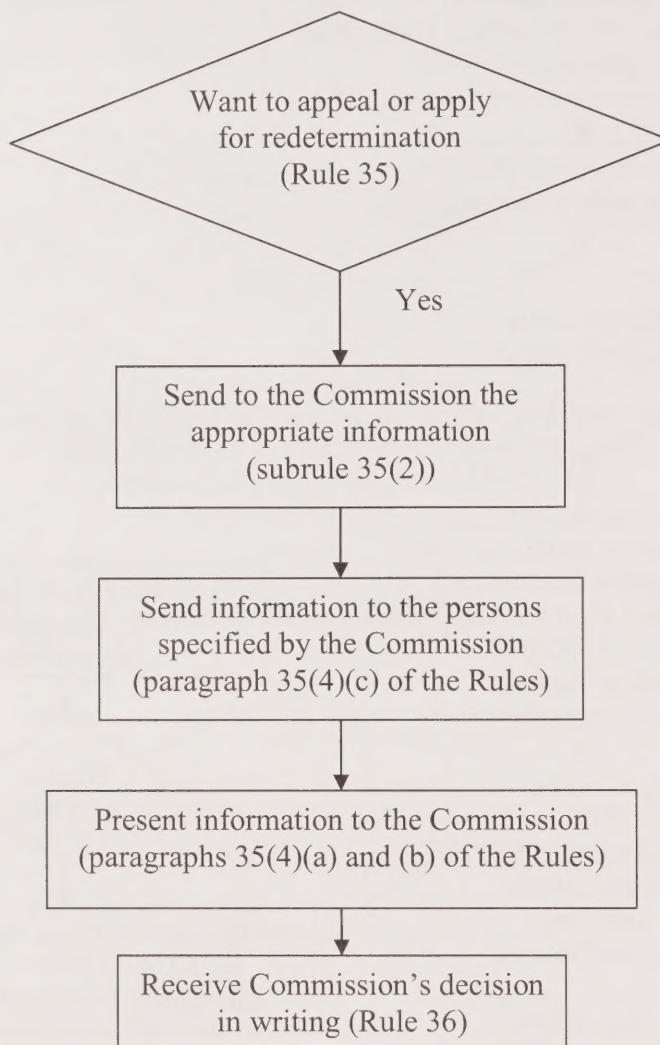 Want to appeal or apply
for redetermination
(Rule 35)
Yes
Send to the Commission the
appropriate information
(subrule 35(2))
Send information to the persons
specified by the Commission
(paragraph 35(4)(c) of the Rules)
Present information to the Commission
(paragraphs 35(4)(a) and (b) of the Rules)
Receive Commission’s decision
in writing (Rule 36)